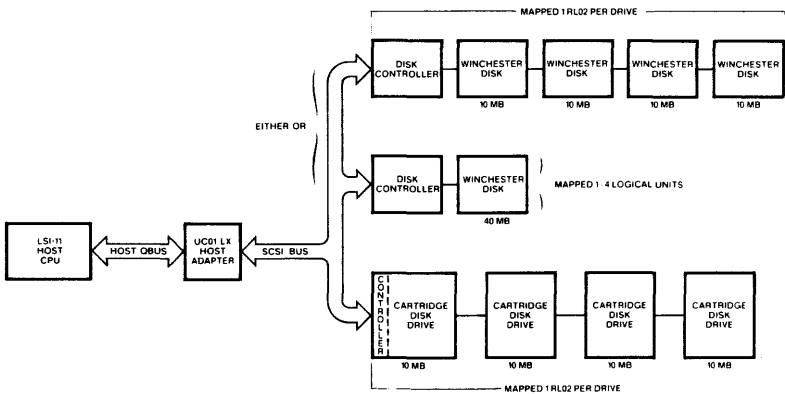 MAPPED 1 RL02 PER DRIVE
DISK
CONTROLLER
WINCHESTER
DISK
WINCHESTER
DISK
WINCHESTER
DISK
WINCHESTER
DISK
10 MB
10 MB
10 MB
10 MB
EITHER OR
DISK
CONTROLLER
WINCHESTER
DISK
MAPPED 1-4 LOGICAL UNITS
40 MB
LSI-11
HOST
CPU
HOST QBUS
UC01 LX
HOST
ADAPTER
SCSI BUS
CONTROLLER
CARTRIDGE
DISK
DRIVE
CARTRIDGE
DISK
DRIVE
CARTRIDGE
DISK
DRIVE
CARTRIDGE
DISK
DRIVE
10 MB
10 MB
10 MB
10 MB
MAPPED 1 RL02 PER DRIVE